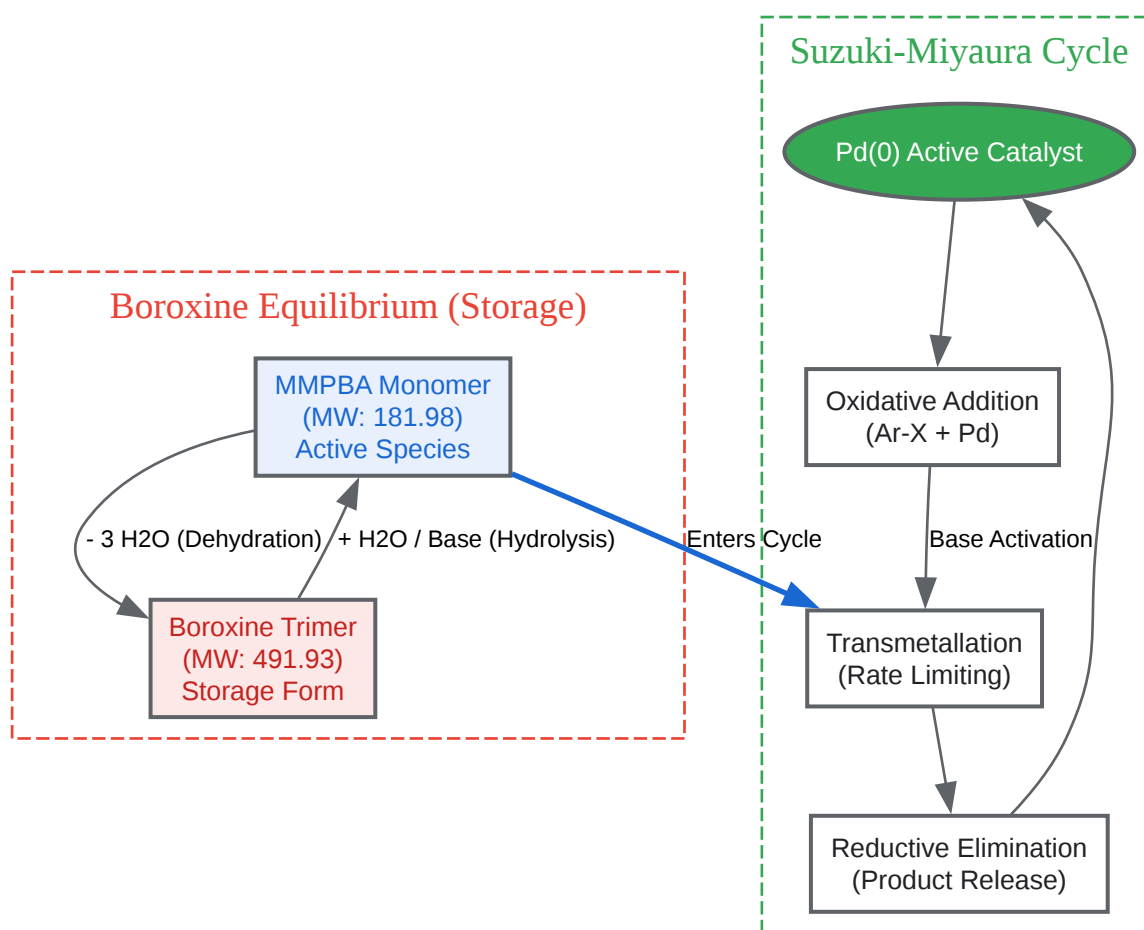 Suzuki-Miyaura Cycle
Pd(0) Active Catalyst
Boroxine Equilibrium (Storage)
MMPBA Monomer
(MW: 181.98)
Active Species
Oxidative Addition
(Ar-X + Pd)
- 3 H2O (Dehydration)
+ H2O / Base (Hydrolysis)
Enters Cycle
Base Activation
Boroxine Trimer
(MW: 491.93)
Storage Form
Transmetallation
(Rate Limiting)
Reductive Elimination
(Product Release)